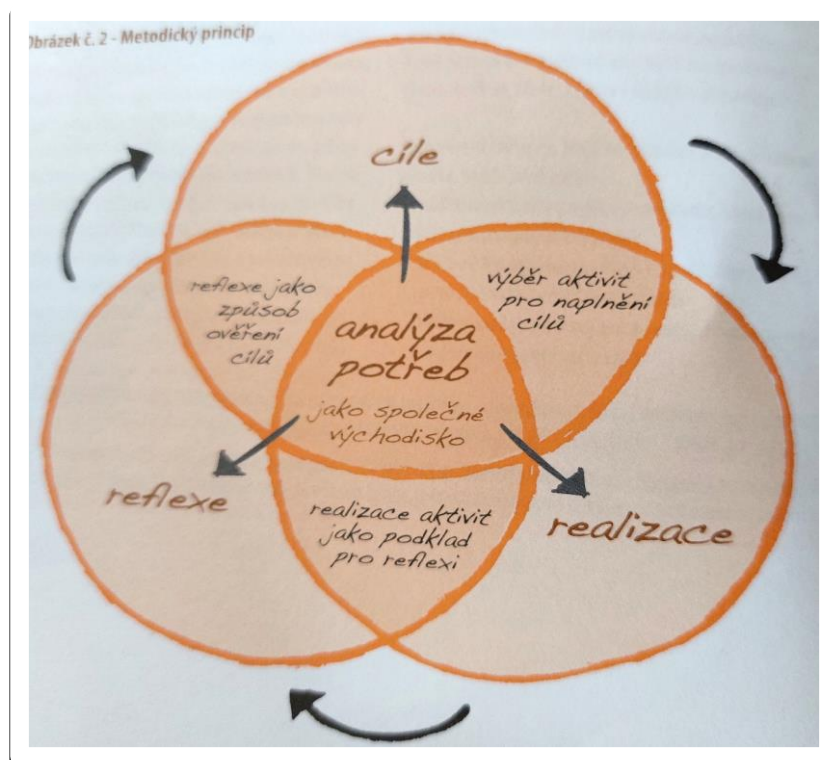 Obrázek č. 2 - Metodický princip
cíle
reflexe jako
způsob
ověření
cílů
výběr aktivit
pro naplnění
cílů
analýza
potřeb
jako společné
východisko
reflexe
realizace
realizace aktivit
jako podklad
pro reflexi